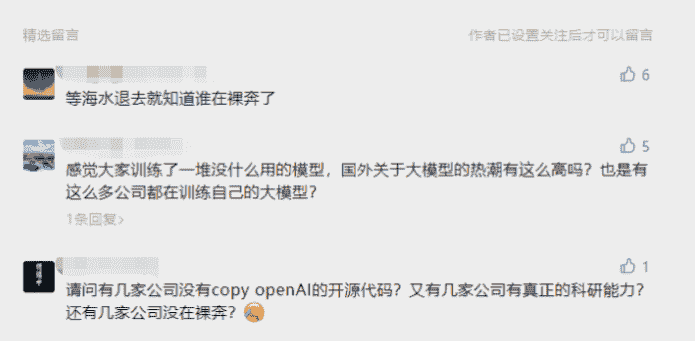 精选留言
作者已设置关注后才可以留言
6
等海水退去就知道谁在裸奔了
5
感觉大家训练了一堆没什么用的模型，国外关于大模型的热潮有这么高吗？也是有
这么多公司都在训练自己的大模型？
1条回复>
1
请问有几家公司没有copy openAI的开源代码？又有几家公司有真正的科研能力？
还有几家公司没在裸奔？